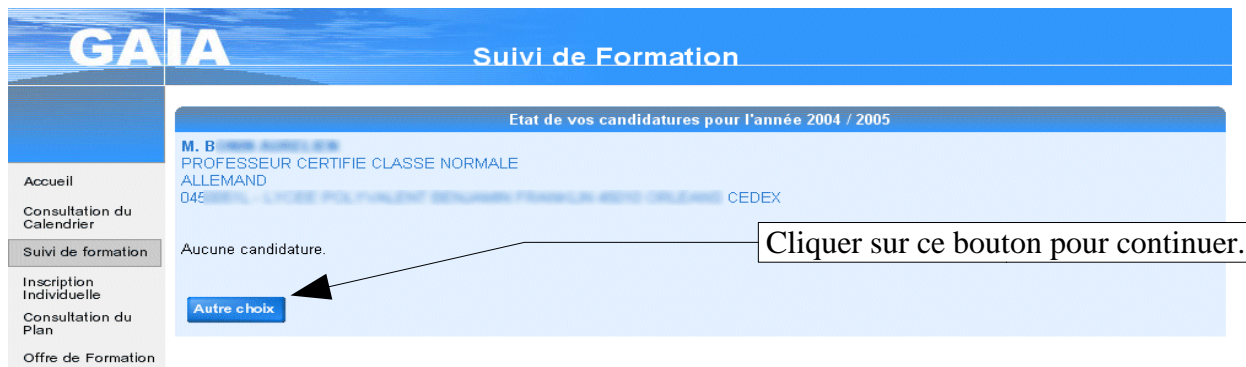 GAIA
Suivi de Formation
Etat de vos candidatures pour l'année 2004 / 2005
M. B
PROFESSEUR CERTIFIE CLASSE NORMALE
ALLEMAND
045 CEDEX
Accueil
Consultation du
Calendrier
Suivi de formation
Inscription
Individuelle
Consultation du
Plan
Offre de Formation
Aucune candidature.
Cliquer sur ce bouton pour continuer.
Autre choix